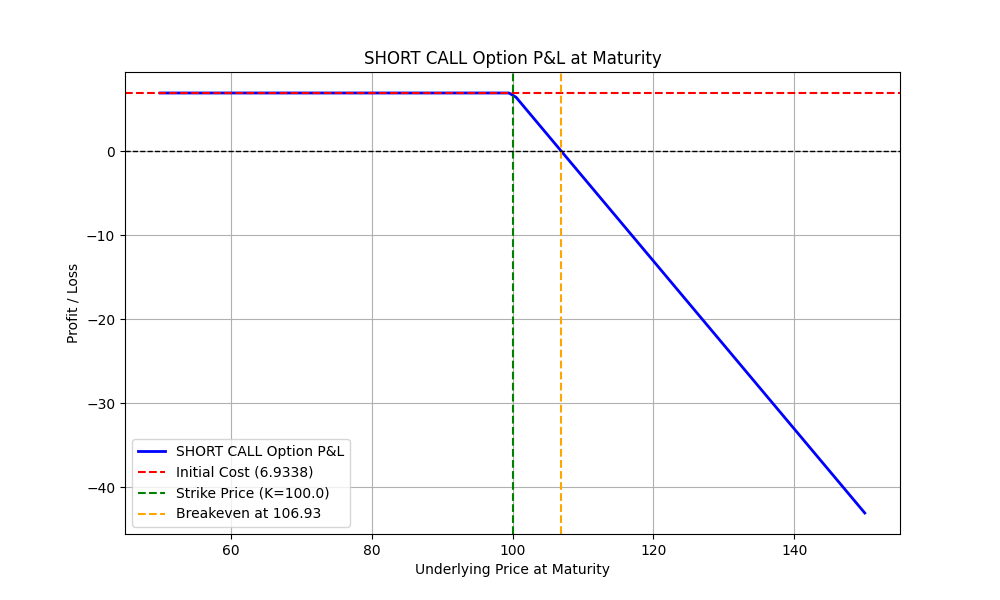 SHORT CALL Option P&L at Maturity
0
−10
−20
−30
−40
Profit / Loss
SHORT CALL Option P&L
Initial Cost (6.9338)
Strike Price (K=100.0)
Breakeven at 106.93
60
80
100
120
140
Underlying Price at Maturity